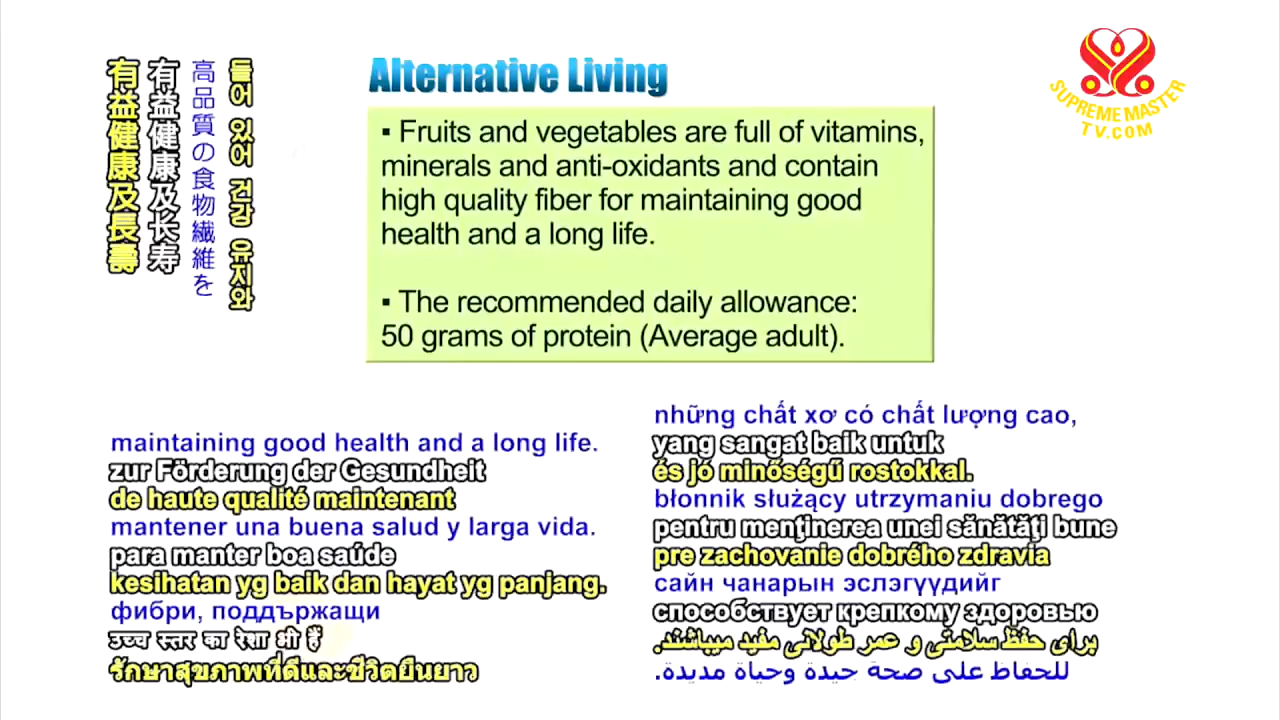 Alternative Living
▪ Fruits and vegetables are full of vitamins,
minerals and anti-oxidants and contain
high quality fiber for maintaining good
health and a long life.
▪ The recommended daily allowance:
50 grams of protein (Average adult).
SUPREME MASTER
TV.COM
有益健康及長壽
有益健康及长寿
高品質の食物繊維を
들어 있어 건강 유지와
maintaining good health and a long life.
zur Förderung der Gesundheit
de haute qualité maintenant
mantener una buena salud y larga vida.
para manter boa saúde
kesihatan yg baik dan hayat yg panjang.
фибри, поддържащи
उच्च स्तर का रेशा भी हैं
รักษาสุขภาพที่ดีและชีวิตยืนยาว
những chất xơ có chất lượng cao,
yang sangat baik untuk
és jó minőségű rostokkal.
błonnik służący utrzymaniu dobrego
pentru menţinerea unei sănătăţi bune
pre zachovanie dobrého zdravia
сайн чанарын эслэгүүдийг
способствует крепкому здоровью
برای حفظ سلامتی و عمر طولانی مفید میباشند.
للحفاظ على صحة جيدة وحياة مديدة.